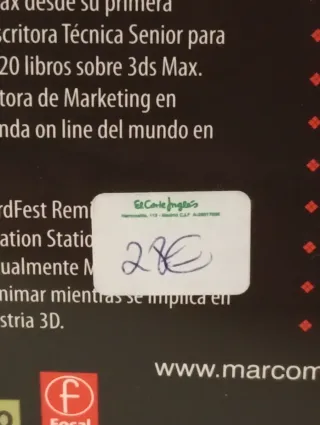 ax desde su primera
scritora Técnica Senior para
20 libros sobre 3ds Max.
tora de Marketing en
nda on line del mundo en
rdFest Remi
ation Statio
ualmente M
nimar mientras se implica en
stria 3D.
El Corte Inglés
28€
www.marcom
f
Focal